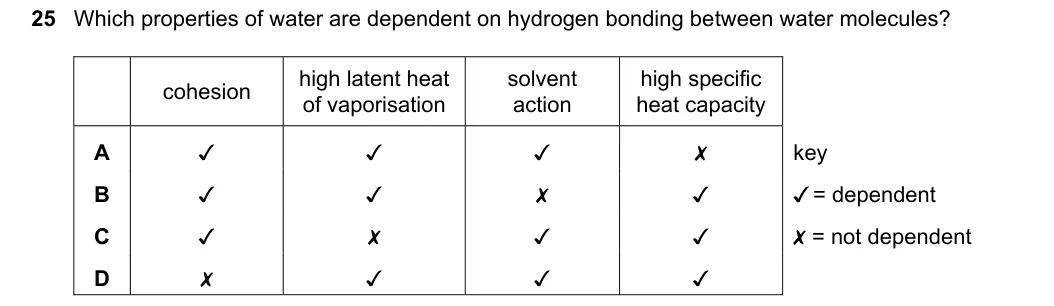 25 Which properties of water are dependent on hydrogen bonding between water molecules?
cohesion high latent heat of vaporisation solvent action high specific heat capacity
A ✓ ✓ ✓ ✗ key
B ✓ ✓ ✗ ✓ ✓ = dependent
C ✓ ✗ ✓ ✓ ✗ = not dependent
D ✗ ✓ ✓ ✓